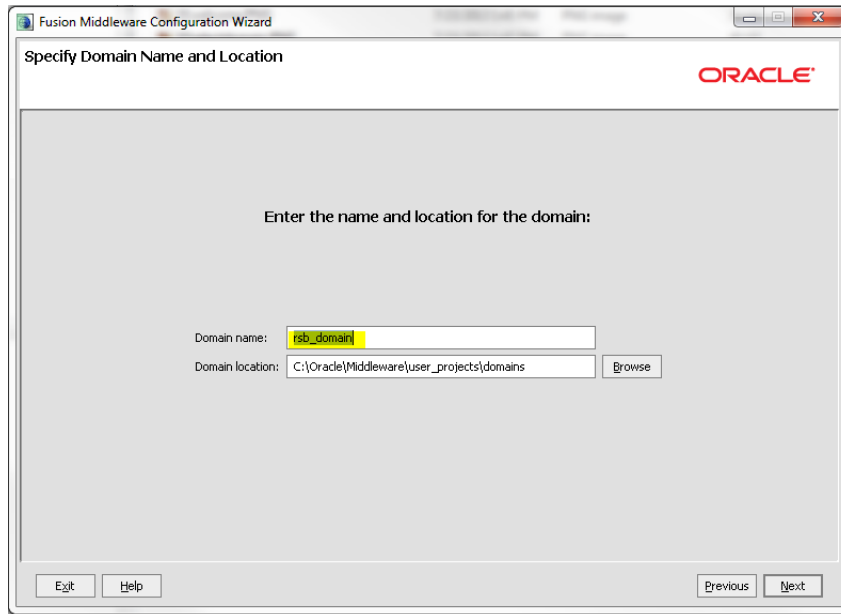 Fusion Middleware Configuration Wizard
Specify Domain Name and Location
ORACLE
Enter the name and location for the domain:
Domain name: rsb_domain
Domain location: C:\Oracle\Middleware\user_projects\domains Browse
Exit Help Previous Next